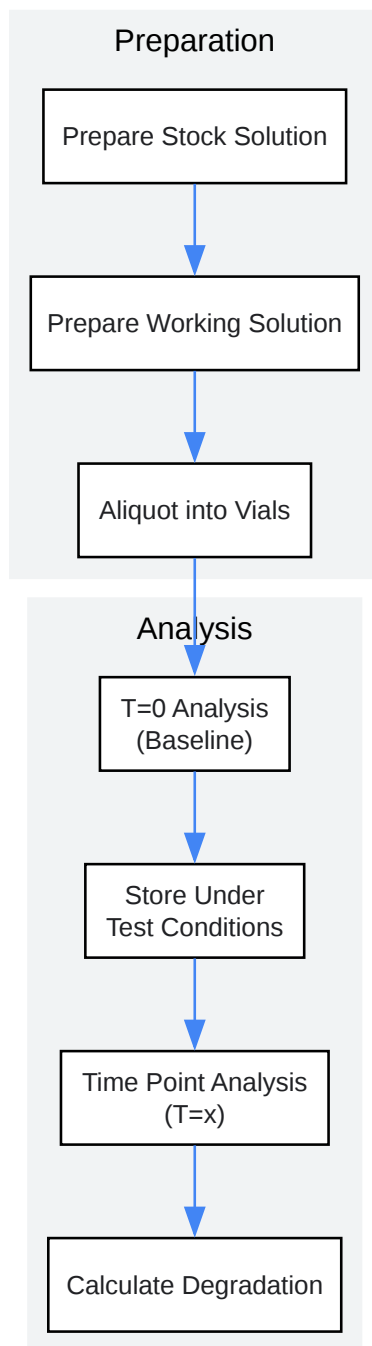 Preparation
Prepare Stock Solution
Prepare Working Solution
Aliquot into Vials
Analysis
T=0 Analysis
(Baseline)
Store Under
Test Conditions
Time Point Analysis
(T=x)
Calculate Degradation